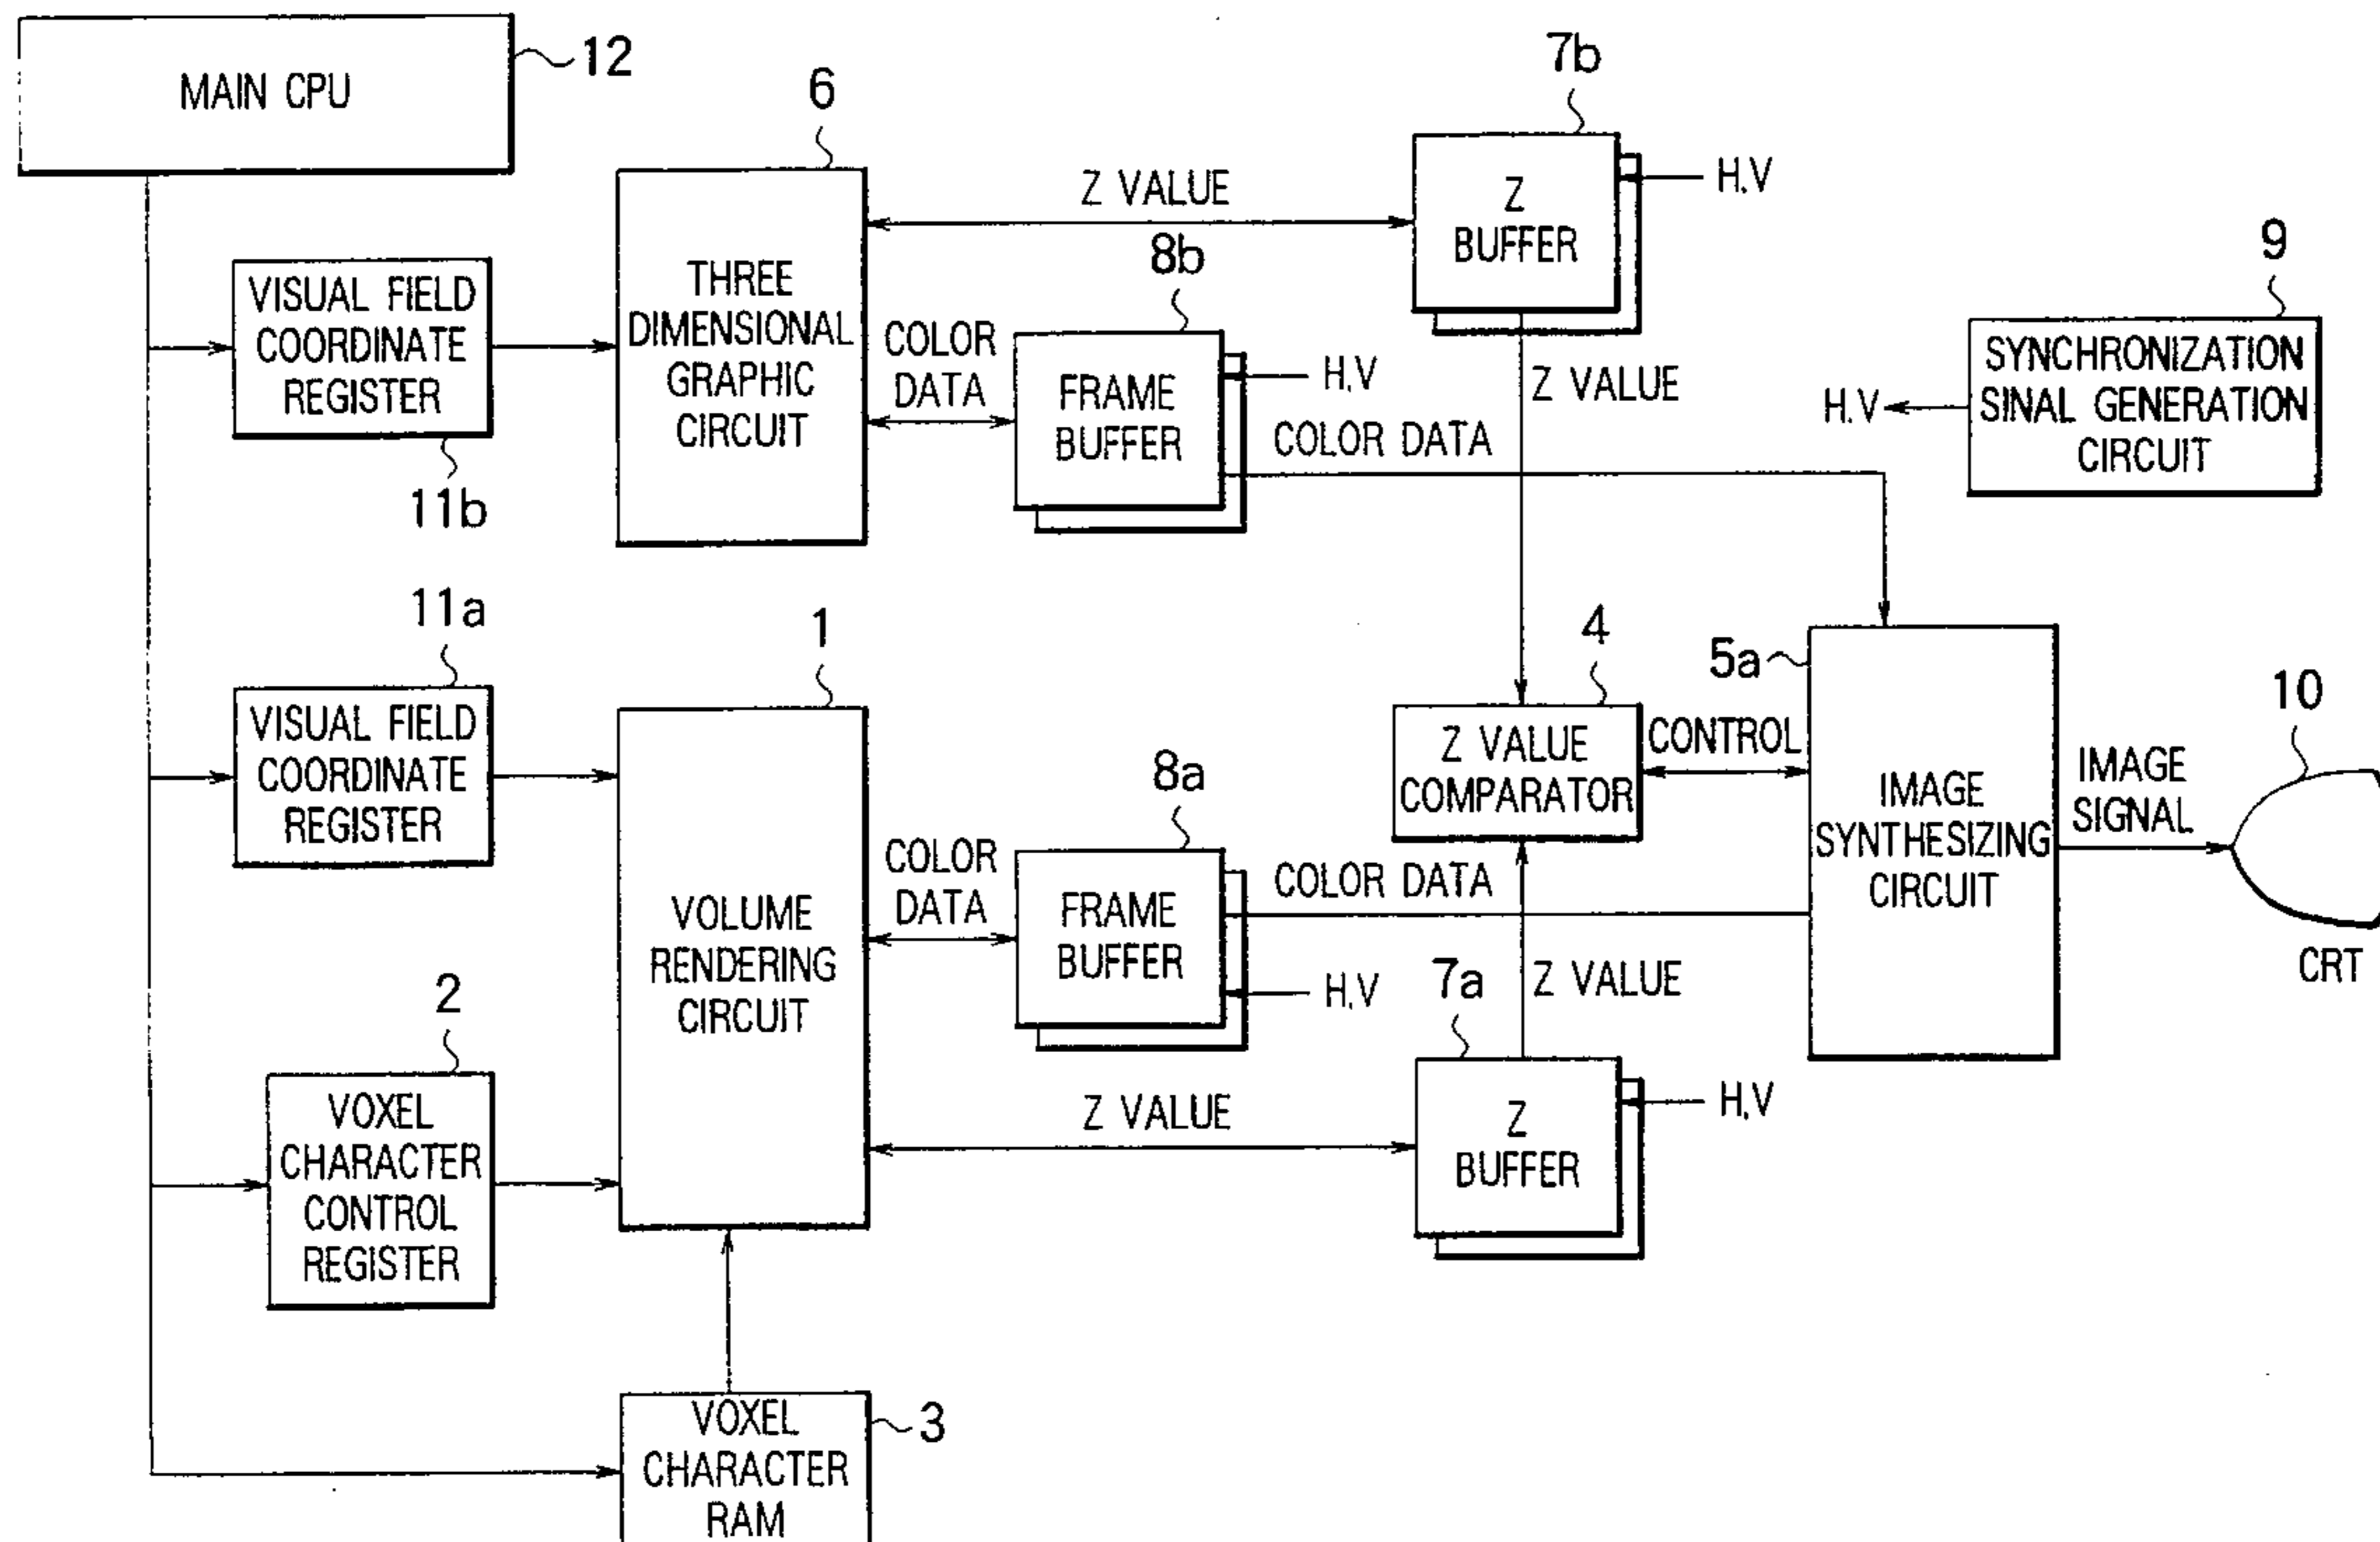 MAIN CPU
12
6
7b
Z VALUE
Z
BUFFER
H.V
8b
9
VISUAL FIELD
COORDINATE
REGISTER
11b
THREE
DIMENSIONAL
GRAPHIC
CIRCUIT
COLOR
DATA
FRAME
BUFFER
H.V
COLOR DATA
Z VALUE
H.V
SYNCHRONIZATION
SINAL GENERATION
CIRCUIT
11a
1
4
5a
10
VISUAL FIELD
COORDINATE
REGISTER
Z VALUE
COMPARATOR
CONTROL
IMAGE
SYNTHESIZING
CIRCUIT
IMAGE
SIGNAL
CRT
8a
VOLUME
RENDERING
CIRCUIT
COLOR
DATA
FRAME
BUFFER
COLOR DATA
H.V
7a
Z VALUE
2
VOXEL
CHARACTER
CONTROL
REGISTER
Z VALUE
Z
BUFFER
H.V
VOXEL
CHARACTER
RAM
3